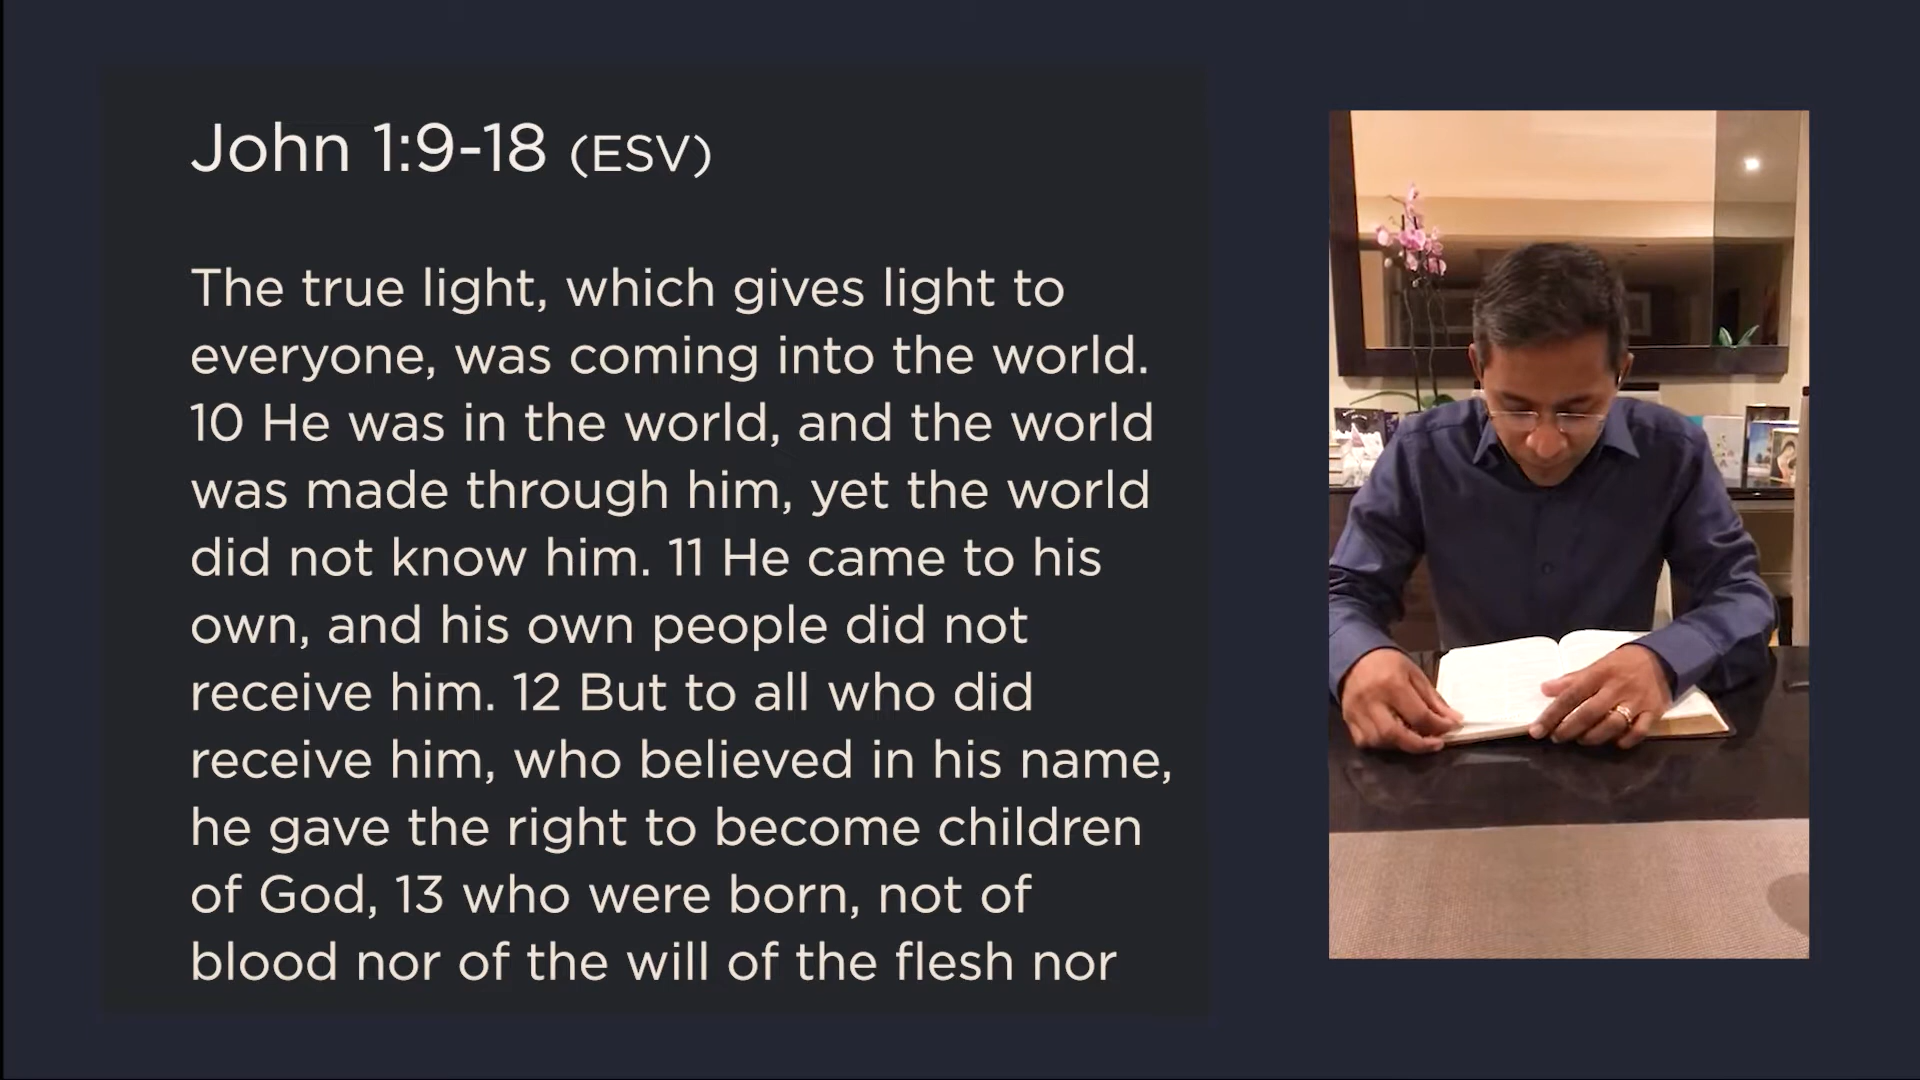 John 1:9-18 (ESV)
The true light, which gives light to
everyone, was coming into the world.
10 He was in the world, and the world
was made through him, yet the world
did not know him. 11 He came to his
own, and his own people did not
receive him. 12 But to all who did
receive him, who believed in his name,
he gave the right to become children
of God, 13 who were born, not of
blood nor of the will of the flesh nor